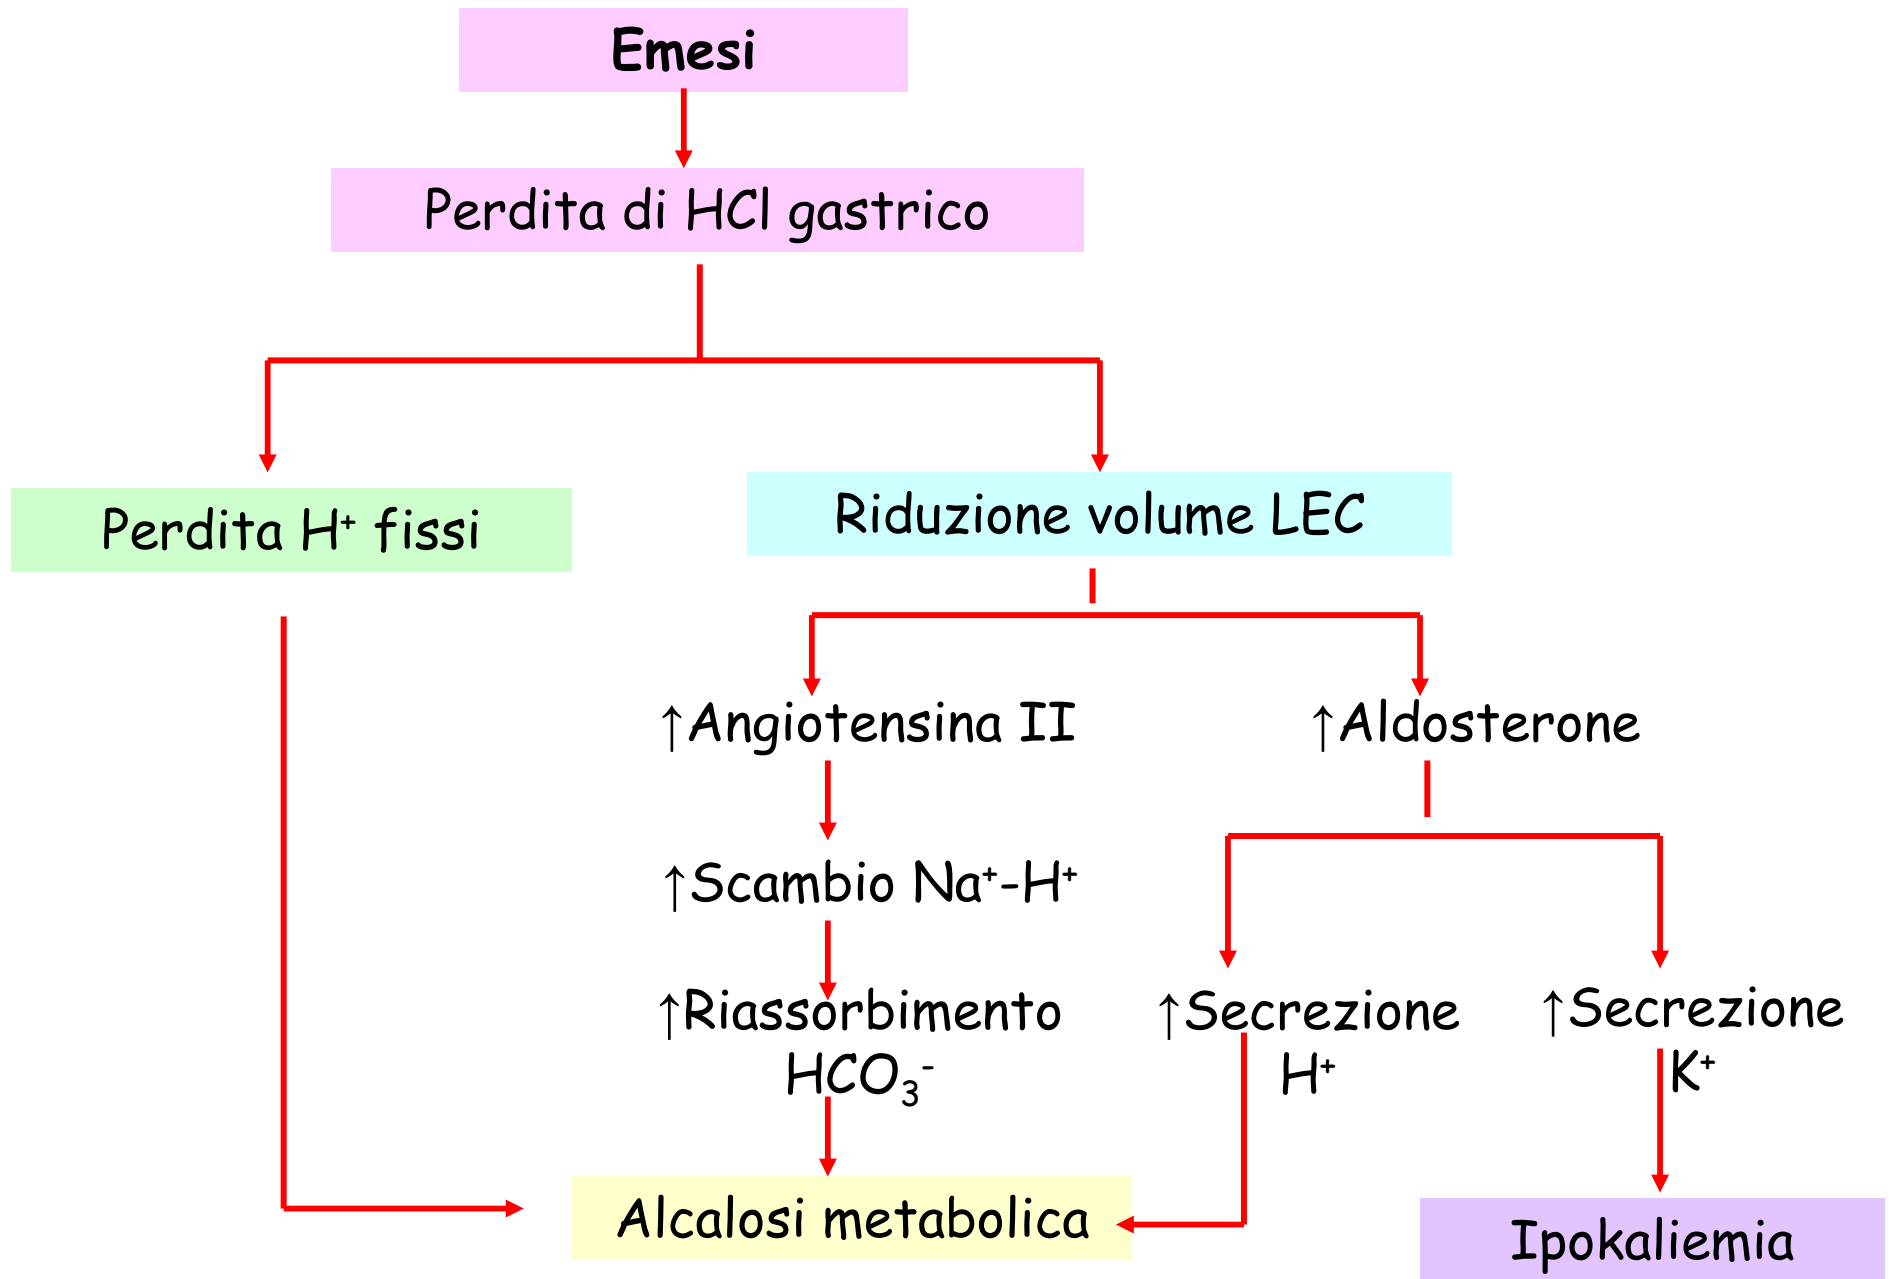 Emesi
Perdita di HCl gastrico
Perdita H⁺ fissi
Riduzione volume LEC
↑Angiotensina II
↑Aldosterone
↑Scambio Na⁺-H⁺
↑Riassorbimento
HCO₃⁻
↑Secrezione
H⁺
↑Secrezione
K⁺
Alcalosi metabolica
Ipokaliemia